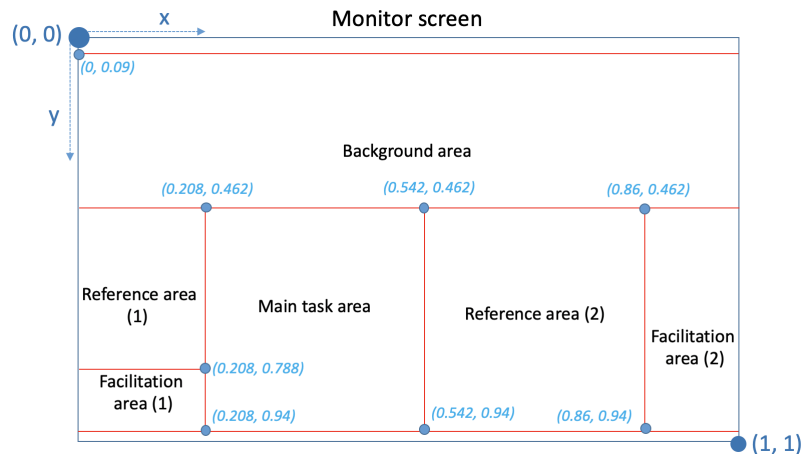 Monitor screen
(0, 0)
x
(0, 0.09)
y
Background area
(0.208, 0.462)
(0.542, 0.462)
(0.86, 0.462)
Reference area
(1)
Main task area
Reference area (2)
Facilitation
area (2)
(0.208, 0.788)
Facilitation
area (1)
(0.208, 0.94)
(0.542, 0.94)
(0.86, 0.94)
(1, 1)